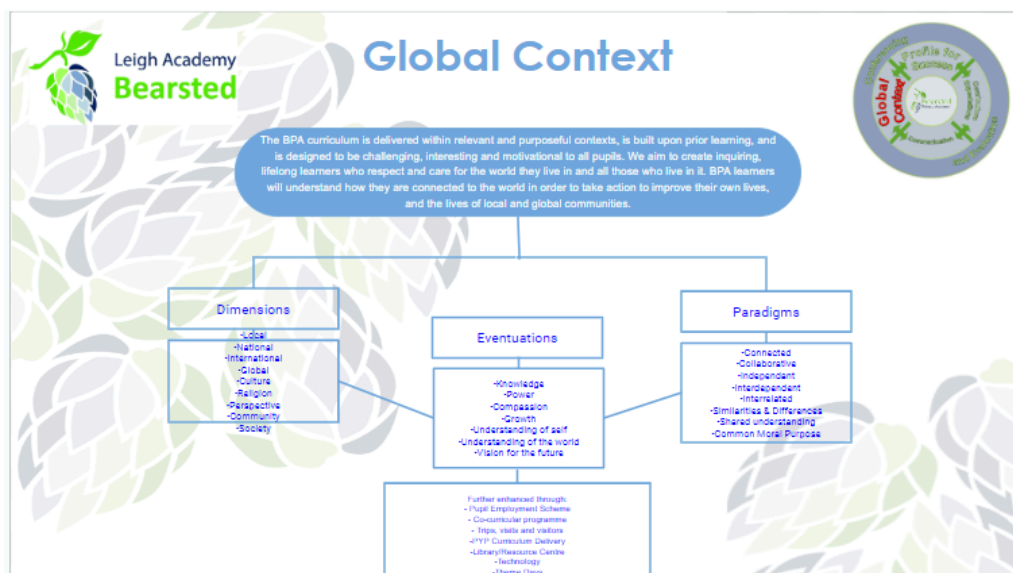 Leigh Academy
Bearsted
Global Context
Profile for
Success
Global
Context
Communication
The BPA curriculum is delivered within relevant and purposeful contexts, is built upon prior learning, and
is designed to be challenging, interesting and motivational to all pupils. We aim to create inquiring,
lifelong learners who respect and care for the world they live in and all those who live in it. BPA learners
will understand how they are connected to the world in order to take action to improve their own lives,
and the lives of local and global communities.
Dimensions
-Local
-National
-International
-Global
-Culture
-Religion
-Perspective
-Community
-Society
Eventuations
-Knowledge
-Power
-Compassion
-Growth
-Understanding of self
-Understanding of the world
-Vision for the future
Paradigms
-Connected
-Collaborative
-Independant
-Interdependent
-Interrelated
-Similarities & Differences
-Shared understanding
-Common Moral Purpose
Further enhanced through:
- Pupil Employment Scheme
- Co-curricular programme
- Trips, visits and visitors
-PYP Curriculum Delivery
-Library/Resource Centre
-Technology
-Theme Days